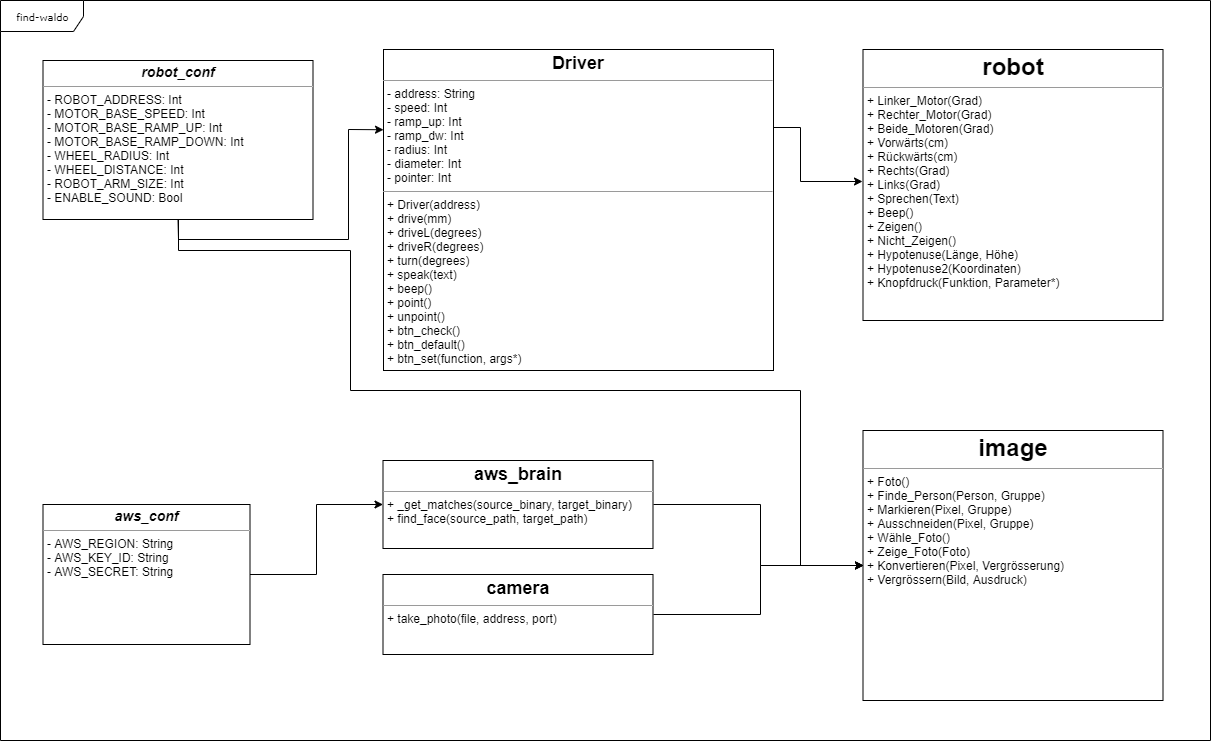 find-waldo
robot_conf
- ROBOT_ADDRESS: Int
- MOTOR_BASE_SPEED: Int
- MOTOR_BASE_RAMP_UP: Int
- MOTOR_BASE_RAMP_DOWN: Int
- WHEEL_RADIUS: Int
- WHEEL_DISTANCE: Int
- ROBOT_ARM_SIZE: Int
- ENABLE_SOUND: Bool
Driver
- address: String
- speed: Int
- ramp_up: Int
- ramp_dw: Int
- radius: Int
- diameter: Int
- pointer: Int
+ Driver(address)
+ drive(mm)
+ driveL(degrees)
+ driveR(degrees)
+ turn(degrees)
+ speak(text)
+ beep()
+ point()
+ unpoint()
+ btn_check()
+ btn_default()
+ btn_set(function, args*)
robot
+ Linker_Motor(Grad)
+ Rechter_Motor(Grad)
+ Beide_Motoren(Grad)
+ Vorwärts(cm)
+ Rückwärts(cm)
+ Rechts(Grad)
+ Links(Grad)
+ Sprechen(Text)
+ Beep()
+ Zeigen()
+ Nicht_Zeigen()
+ Hypotenuse(Länge, Höhe)
+ Hypotenuse2(Koordinaten)
+ Knopfdruck(Funktion, Parameter*)
aws_conf
- AWS_REGION: String
- AWS_KEY_ID: String
- AWS_SECRET: String
aws_brain
+ _get_matches(source_binary, target_binary)
+ find_face(source_path, target_path)
camera
+ take_photo(file, address, port)
image
+ Foto()
+ Finde_Person(Person, Gruppe)
+ Markieren(Pixel, Gruppe)
+ Ausschneiden(Pixel, Gruppe)
+ Wähle_Foto()
+ Zeige_Foto(Foto)
+ Konvertieren(Pixel, Vergrösserung)
+ Vergrössern(Bild, Ausdruck)